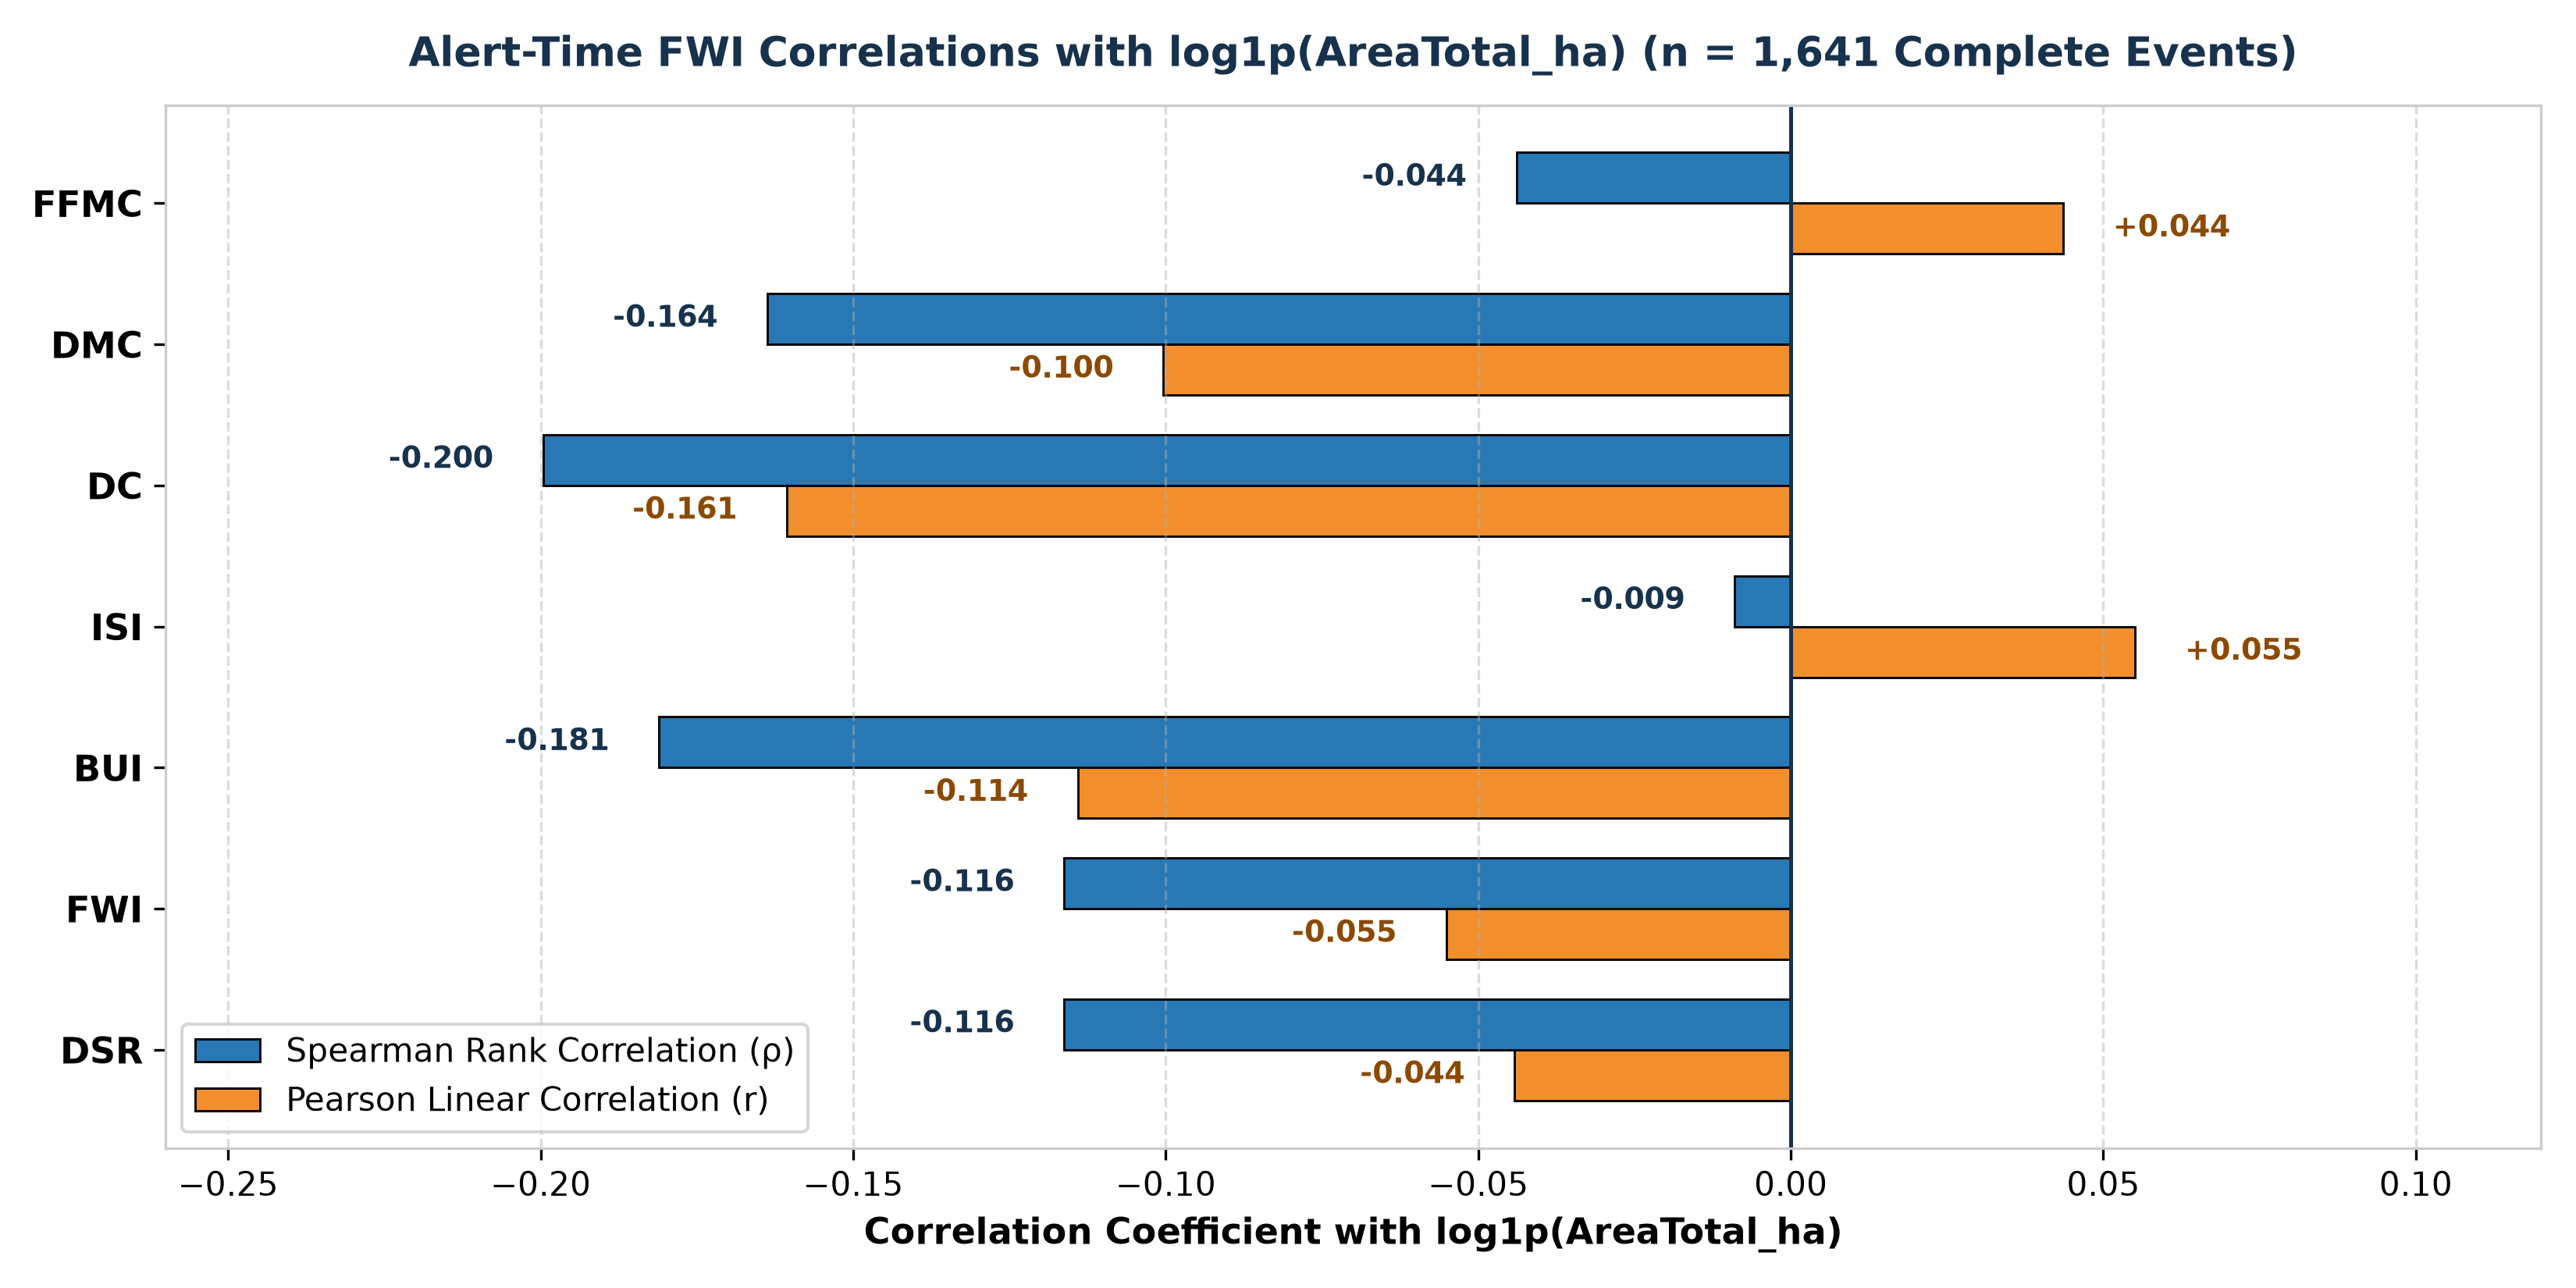 Alert-Time FWI Correlations with log1p(AreaTotal_ha) (n = 1,641 Complete Events)
FFMC
-0.044
+0.044
DMC
-0.164
-0.100
DC
-0.200
-0.161
ISI
-0.009
+0.055
BUI
-0.181
-0.114
FWI
-0.116
-0.055
DSR
-0.116
-0.044
Spearman Rank Correlation (ρ)
Pearson Linear Correlation (r)
−0.25 −0.20 −0.15 −0.10 −0.05 0.00 0.05 0.10
Correlation Coefficient with log1p(AreaTotal_ha)